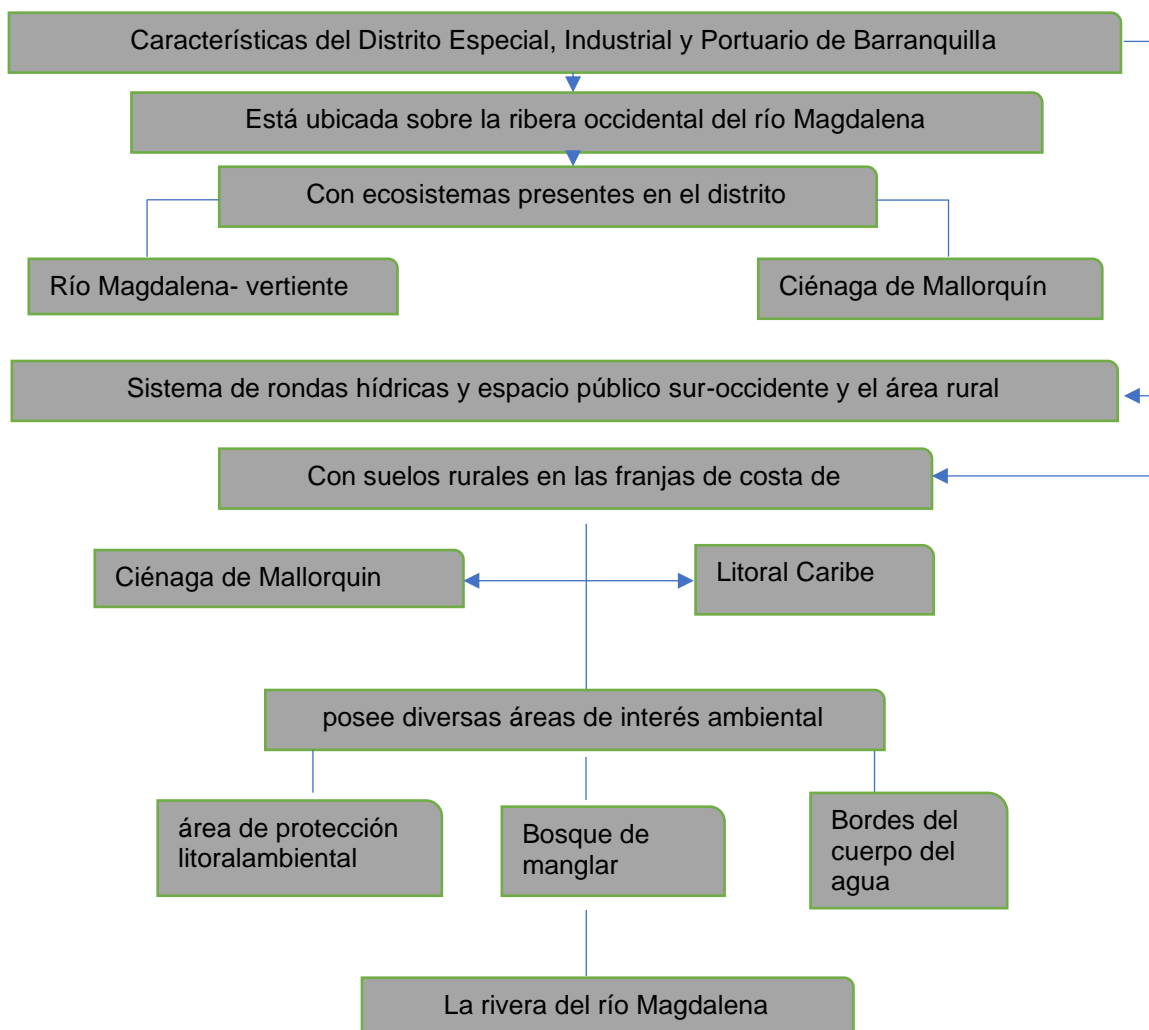 Características del Distrito Especial, Industrial y Portuario de Barranquilla
Está ubicada sobre la ribera occidental del río Magdalena
Con ecosistemas presentes en el distrito
Río Magdalena- vertiente
Ciénaga de Mallorquín
Sistema de rondas hídricas y espacio público sur-occidente y el área rural
Con suelos rurales en las franjas de costa de
Ciénaga de Mallorquin
Litoral Caribe
posee diversas áreas de interés ambiental
área de protección
litoralambiental
Bosque de
manglar
Bordes del
cuerpo del
agua
La rivera del río Magdalena